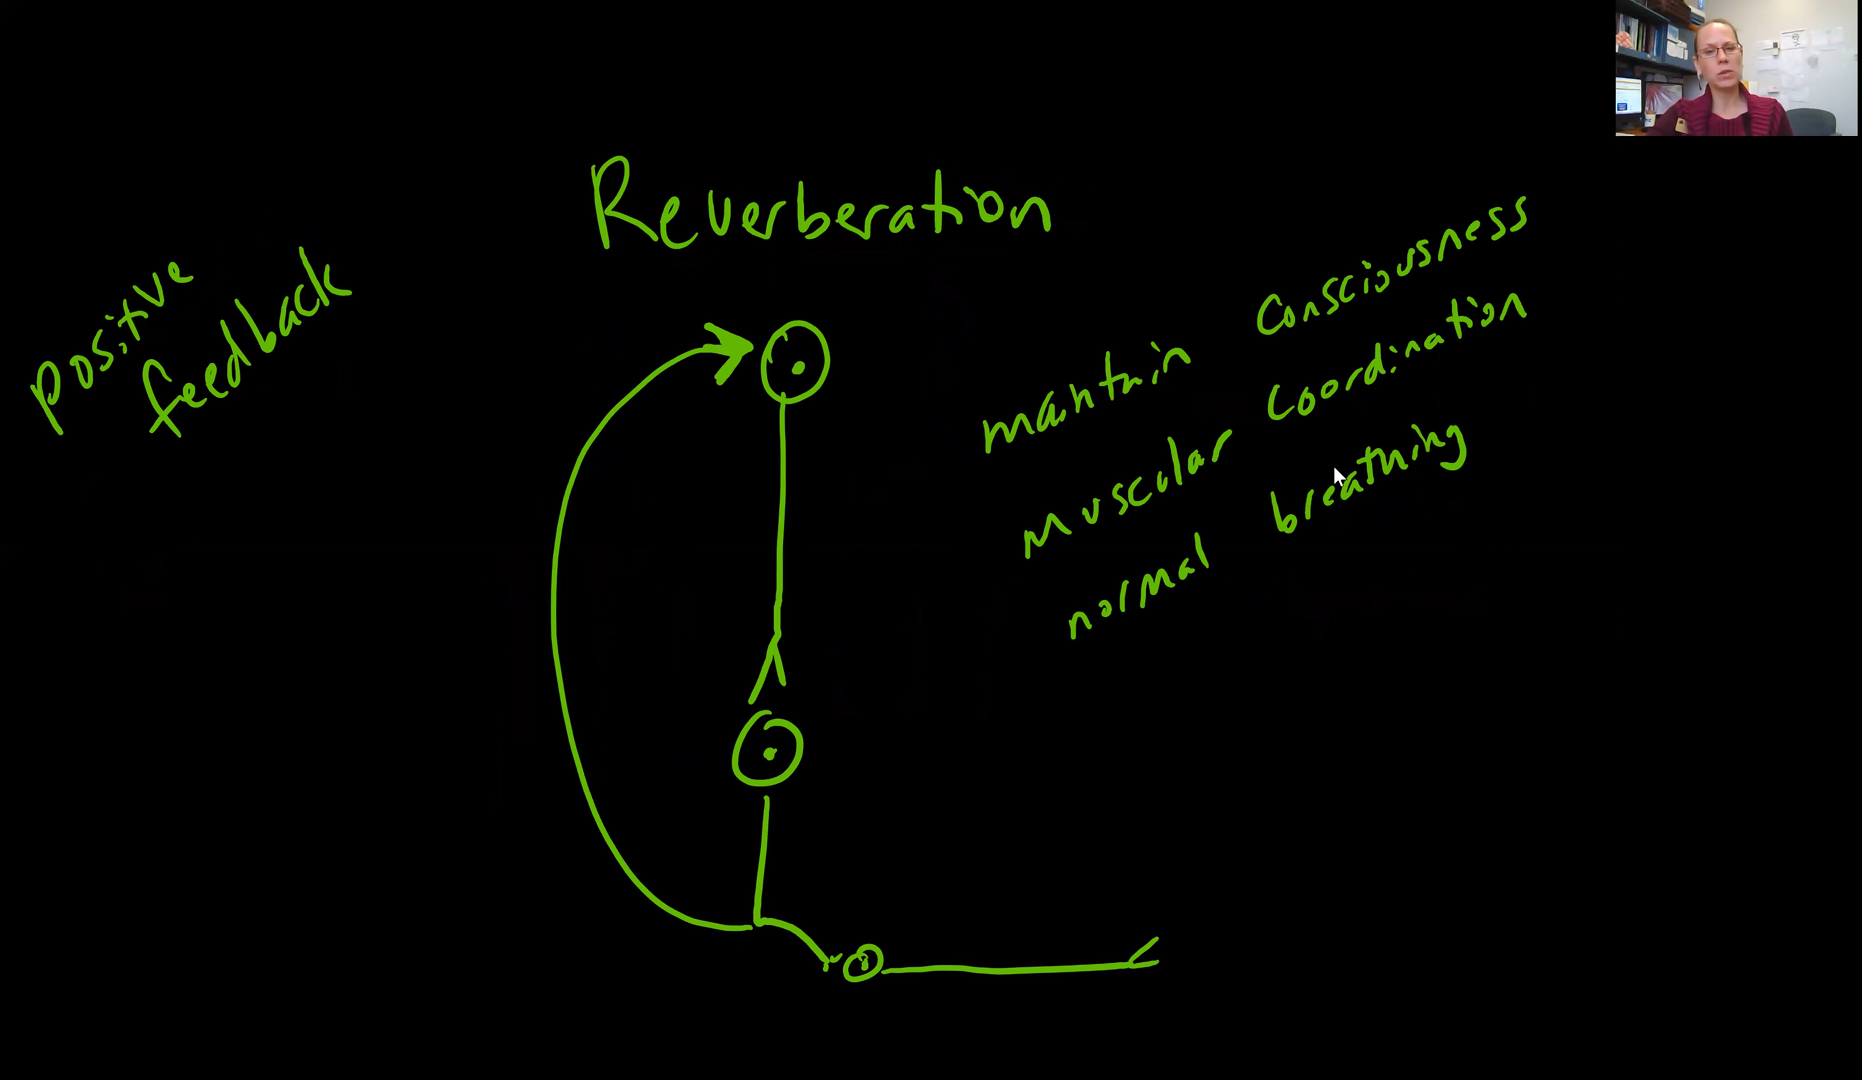 Reverberation
positive
feedback
maintain consciousness
muscular coordination
normal breathing